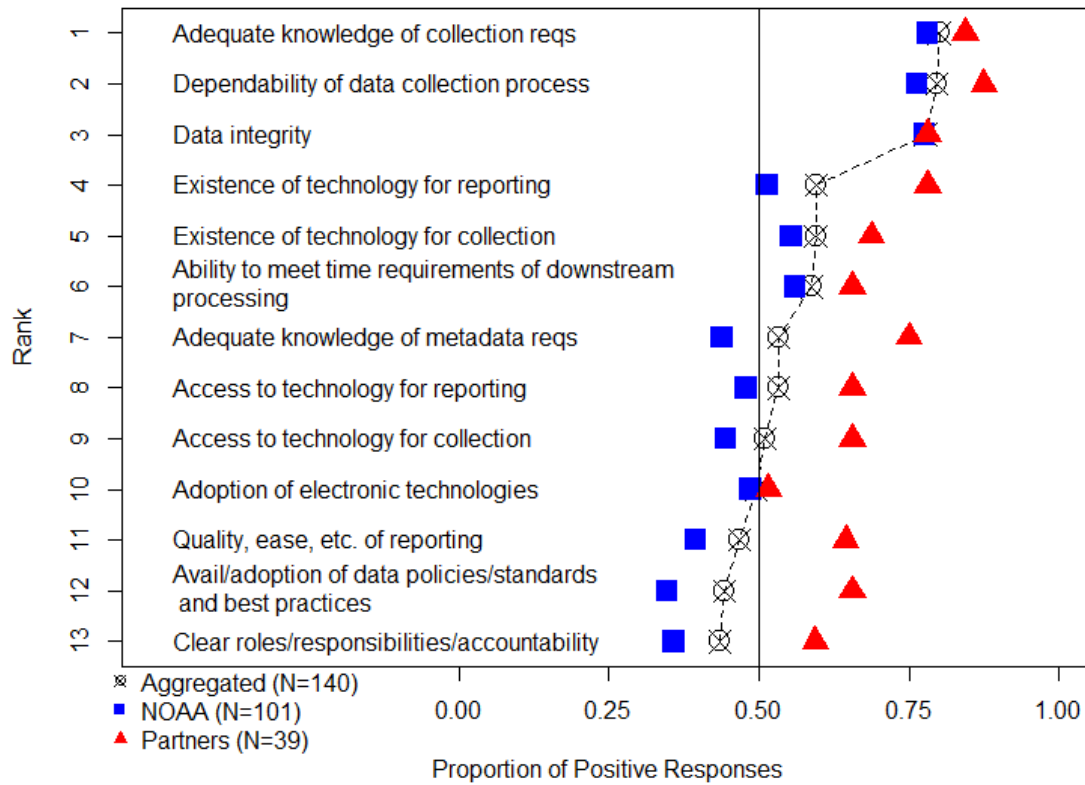 Rank
1 Adequate knowledge of collection reqs
2 Dependability of data collection process
3 Data integrity
4 Existence of technology for reporting
5 Existence of technology for collection
6 Ability to meet time requirements of downstream
processing
7 Adequate knowledge of metadata reqs
8 Access to technology for reporting
9 Access to technology for collection
10 Adoption of electronic technologies
11 Quality, ease, etc. of reporting
12 Avail/adoption of data policies/standards
and best practices
13 Clear roles/responsibilities/accountability
Aggregated (N=140)
NOAA (N=101)
Partners (N=39)
0.00 0.25 0.50 0.75 1.00
Proportion of Positive Responses